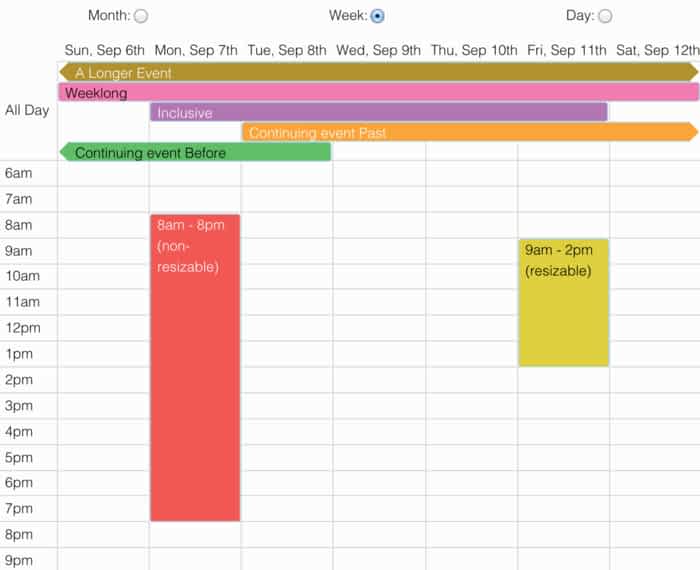 Month: Week: Day:
Sun, Sep 6th Mon, Sep 7th Tue, Sep 8th Wed, Sep 9th Thu, Sep 10th Fri, Sep 11th Sat, Sep 12th
A Longer Event
Weeklong
All Day
Inclusive
Continuing event Past
Continuing event Before
6am
7am
8am
8am - 8pm
(non-
resizable)
9am
9am - 2pm
(resizable)
10am
11am
12pm
1pm
2pm
3pm
4pm
5pm
6pm
7pm
8pm
9pm